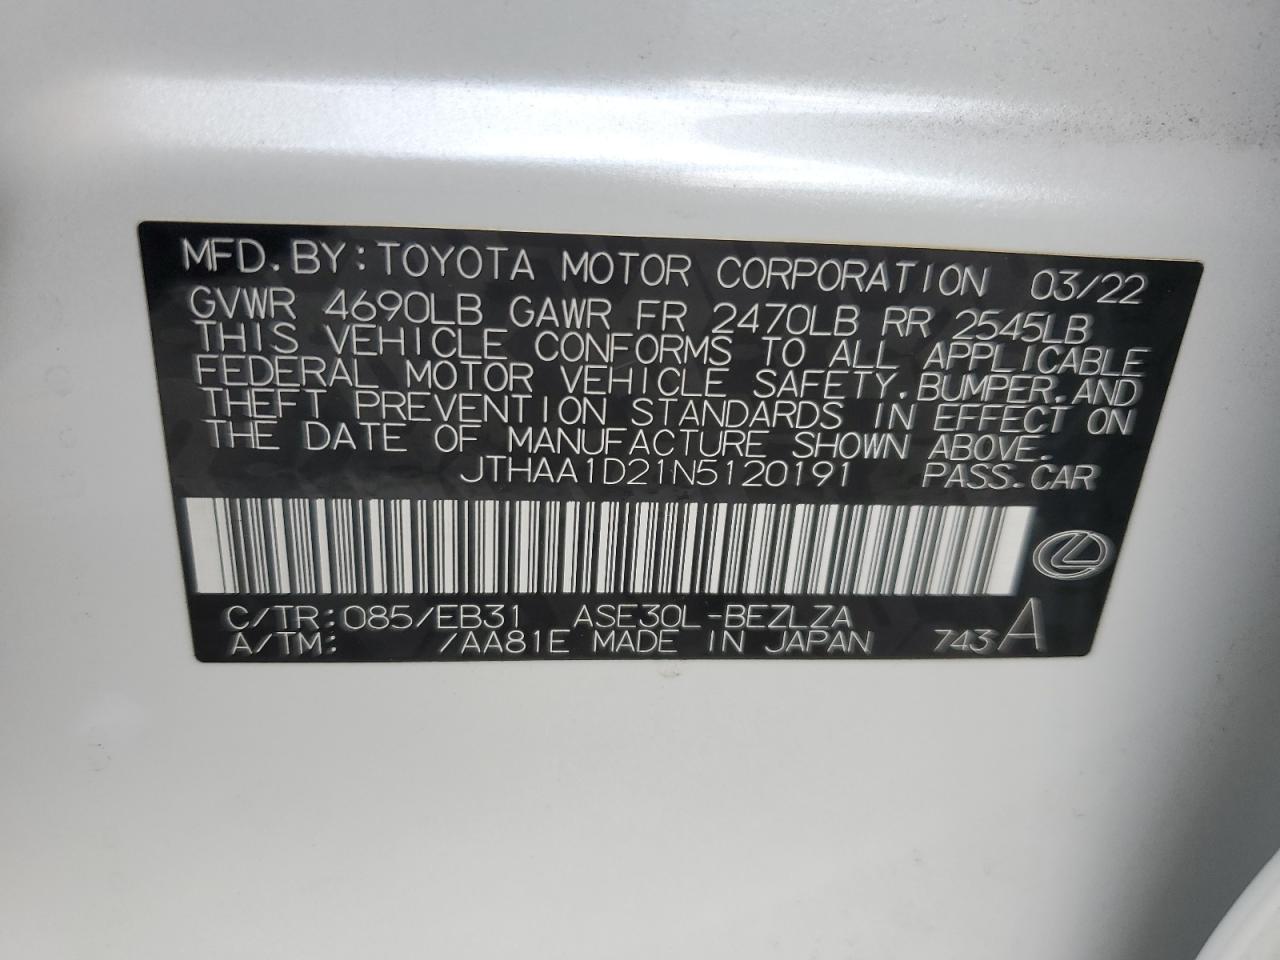 MFD.BY:TOYOTA MOTOR CORPORATION 03/22
GVWR 4690LB GAWR FR 2470LB RR 2545LB
THIS VEHICLE CONFORMS TO ALL APPLICABLE
FEDERAL MOTOR VEHICLE SAFETY,BUMPER,AND
THEFT PREVENTION STANDARDS IN EFFECT ON
THE DATE OF MANUFACTURE SHOWN ABOVE.
JTHAA1D21N5120191 PASS.CAR
C/TR:085/EB31 ASE30L-BEZLZA
A/TM: /AA81E MADE IN JAPAN 743 A